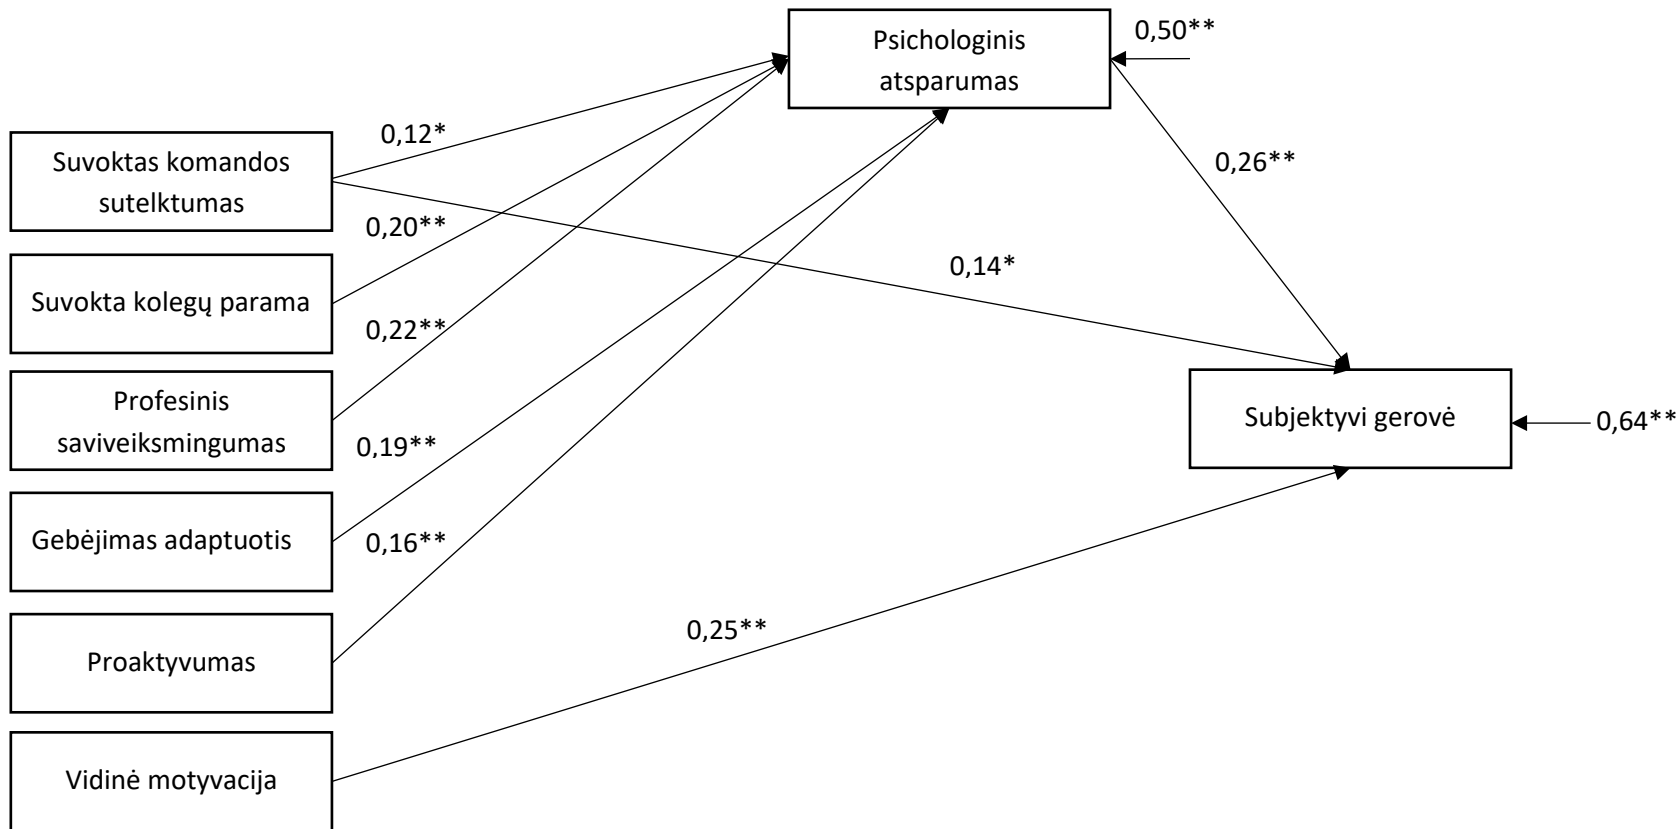 Psichologinis
atsparumas
0,50**
0,12*
Suvoktas komandos
sutelktumas
0,26**
0,20**
0,14*
Suvokta kolegų parama
0,22**
Profesinis
saviveiksmingumas
Subjektyvi gerovė
0,64**
0,19**
Gebėjimas adaptuotis
0,16**
0,25**
Proaktyvumas
Vidinė motyvacija